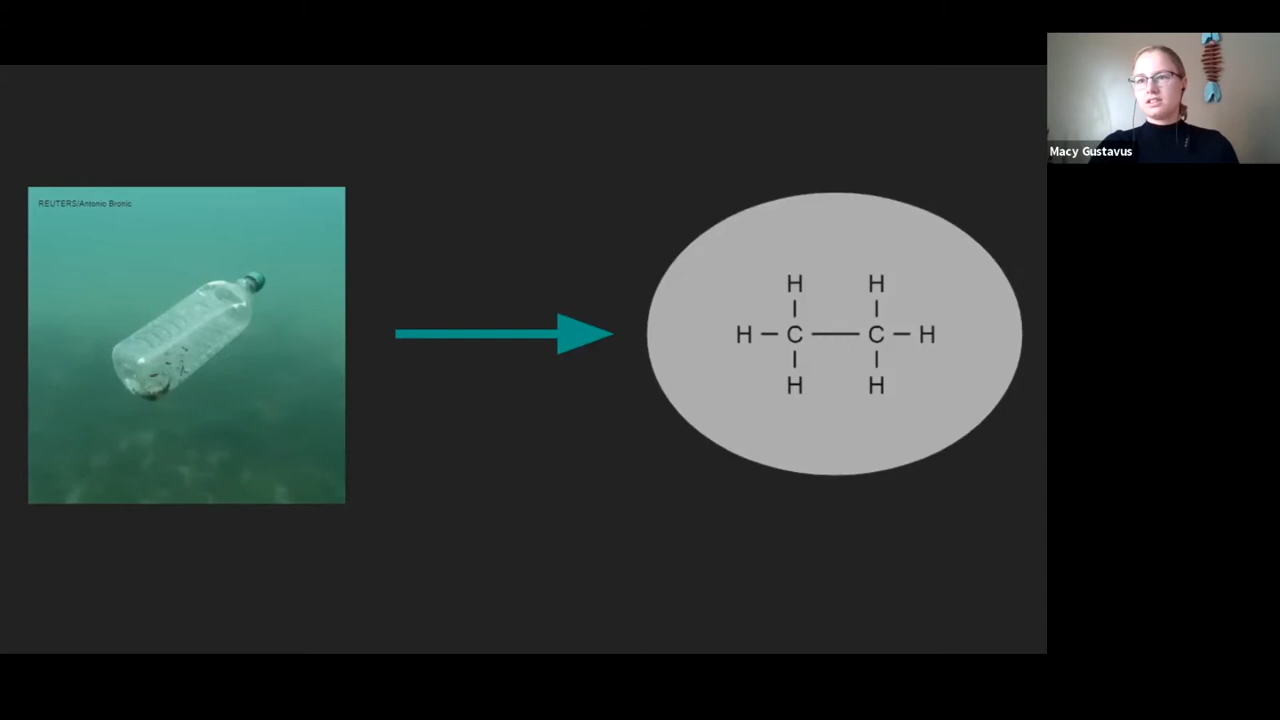 REUTERS/Antonio Bronic
H H
H C C H
H H
Macy Gustavus